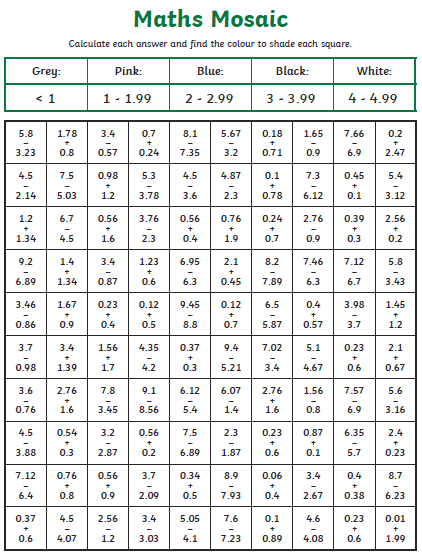 Maths Mosaic
Calculate each answer and find the colour to shade each square.
Grey: Pink: Blue: Black: White:
< 1 1 - 1.99 2 - 2.99 3 - 3.99 4 - 4.99
5.8 1.78 3.4 0.7 8.1 5.67 0.18 1.65 7.66 0.2
– + – + – – + + – +
3.23 0.8 0.57 0.24 7.35 3.2 0.71 0.9 6.9 2.47
4.5 7.5 0.98 5.3 4.5 4.87 0.1 7.3 0.45 5.4
– – + – – – + – + –
2.14 5.03 1.2 3.78 3.6 2.3 0.78 6.12 0.1 3.12
1.2 6.7 0.56 3.76 0.56 0.76 0.24 2.76 0.39 2.56
+ – + – + + + – + +
1.34 4.5 1.6 2.3 0.4 1.9 0.7 0.9 0.3 0.2
9.2 1.4 3.4 1.23 6.95 2.1 8.2 7.46 7.12 5.8
– + – + – + – – – –
6.89 1.34 0.87 0.6 6.3 0.45 7.89 6.3 6.7 3.43
3.46 1.67 0.23 0.12 9.45 0.12 6.5 0.4 3.98 1.45
– + + + – + – + – +
0.86 0.9 0.4 0.5 8.8 0.7 5.87 0.57 3.7 1.2
3.7 3.4 1.56 4.35 0.37 9.4 7.02 5.1 0.23 2.1
– + + – + – – – + +
0.98 1.39 1.7 4.2 0.3 5.21 3.4 4.67 0.6 0.67
3.6 2.76 7.8 9.1 6.12 6.07 2.76 1.56 7.57 5.6
– + – – – – + – – –
0.76 1.6 3.45 8.56 5.4 1.4 1.6 0.8 6.9 3.16
4.5 0.54 3.2 0.56 7.5 2.3 0.23 0.87 6.35 2.4
– + – + – – + + – +
3.88 0.3 2.87 0.2 6.89 1.87 0.6 0.1 5.7 0.23
7.12 0.76 0.56 3.7 0.34 8.9 0.06 3.4 0.4 8.7
– + + – + – + – + –
6.4 0.8 0.9 2.09 0.5 7.93 0.4 2.67 0.38 6.23
0.37 4.5 2.56 3.4 5.05 7.6 0.1 4.6 0.23 0.01
+ – – – – – + – + +
0.6 4.07 1.2 3.03 4.1 7.23 0.89 4.08 0.6 1.99